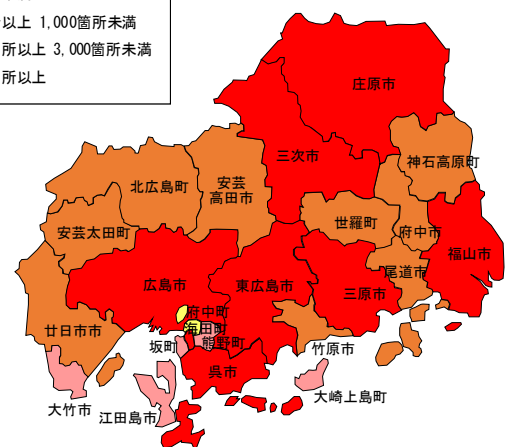 以上 1,000箇所未満
所以上 3,000箇所未満
所以上
庄原市
三次市
神石高原町
北広島町
安芸
高田市
世羅町
府中市
安芸太田町
福山市
尾道市
広島市
東広島市
三原市
府中町
海田町
廿日市市
坂町
熊野町
竹原市
呉市
大竹市
江田島市
大崎上島町